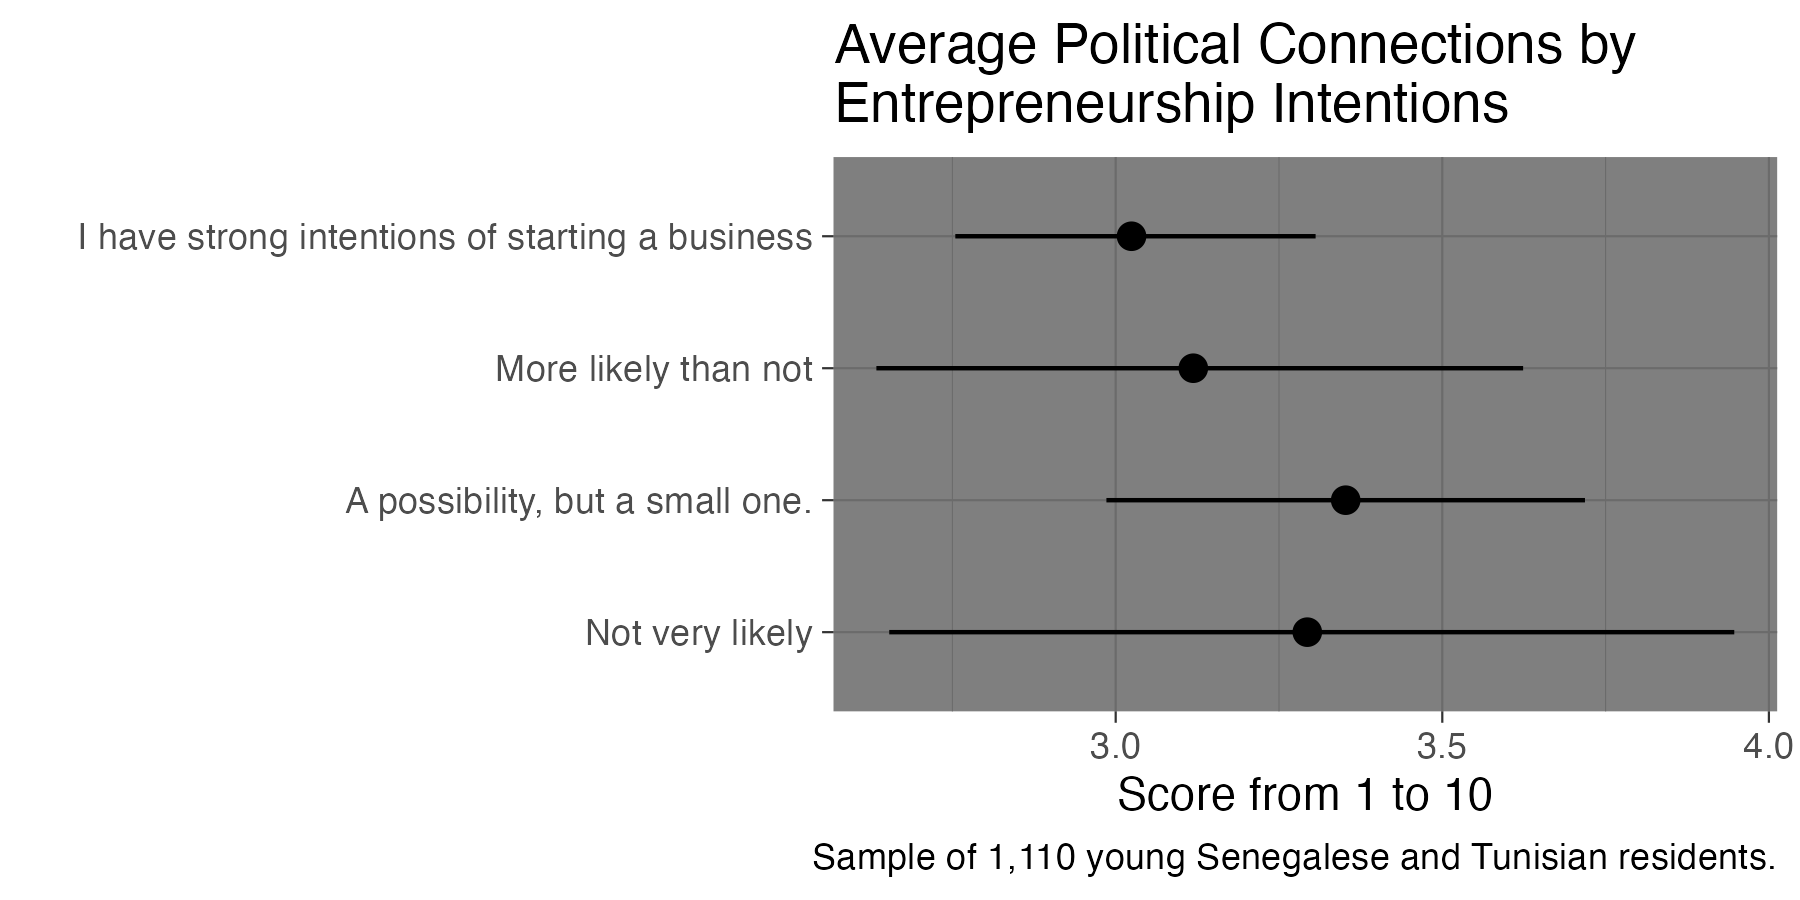 Average Political Connections by
Entrepreneurship Intentions
I have strong intentions of starting a business
More likely than not
A possibility, but a small one.
Not very likely
3.0 3.5 4.0
Score from 1 to 10
Sample of 1,110 young Senegalese and Tunisian residents.